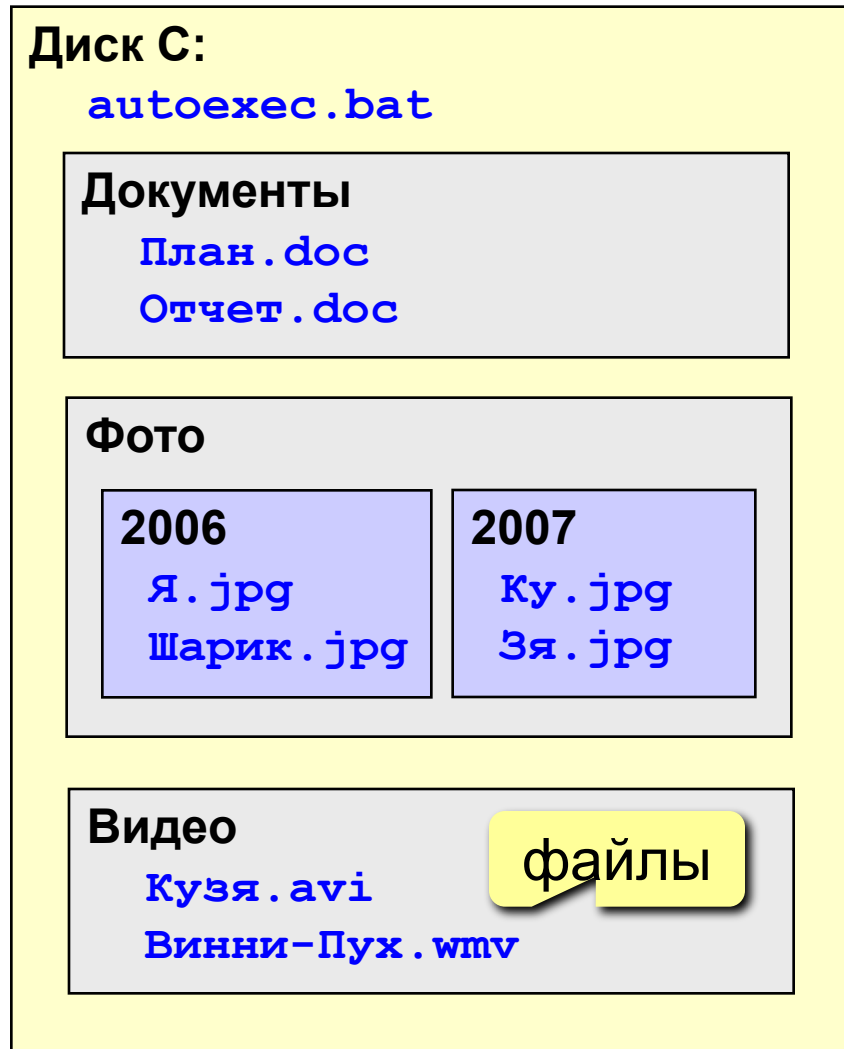 Диск C:
autoexec.bat
Документы
План.doc
Отчет.doc
Фото
2006
Я.jpg
Шарик.jpg
2007
Ку.jpg
Зя.jpg
Видео
Кузя.avi
Винни-Пух.wmv
файлы